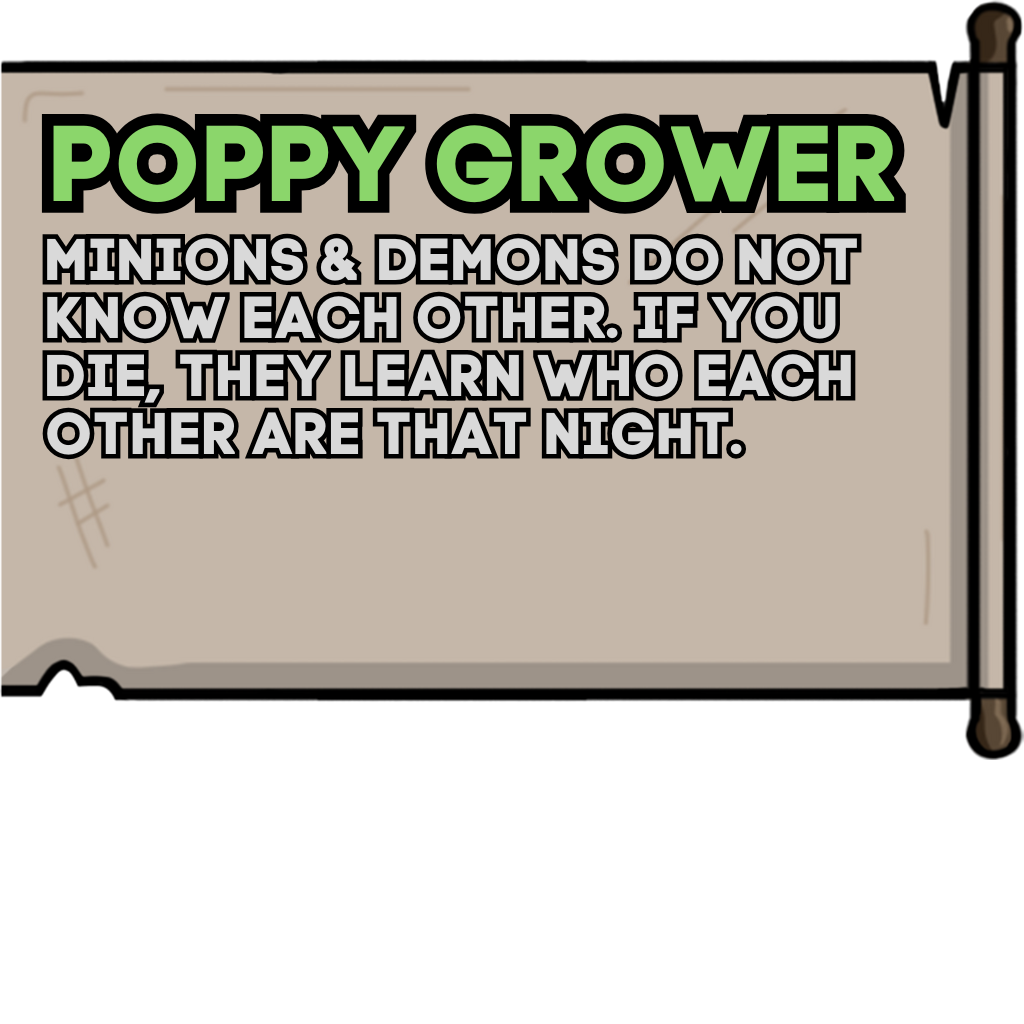 POPPY GROWER
MINIONS & DEMONS DO NOT
KNOW EACH OTHER. IF YOU
DIE, THEY LEARN WHO EACH
OTHER ARE THAT NIGHT.